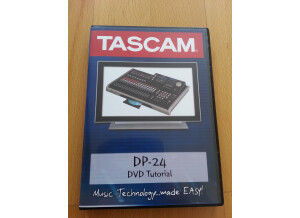 TASCAM
DP-24
DVD Tutorial
Music Technology...made EASY!